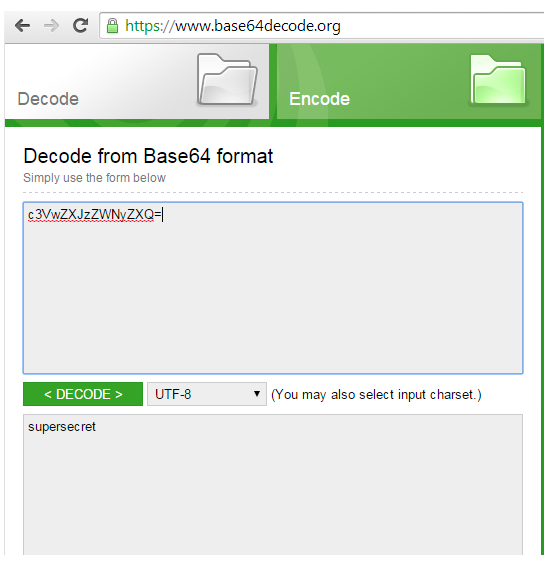 https://www.base64decode.org
Decode
Encode
Decode from Base64 format
Simply use the form below
c3VwZXJzZWNyZXQ=
< DECODE >
UTF-8
(You may also select input charset.)
supersecret